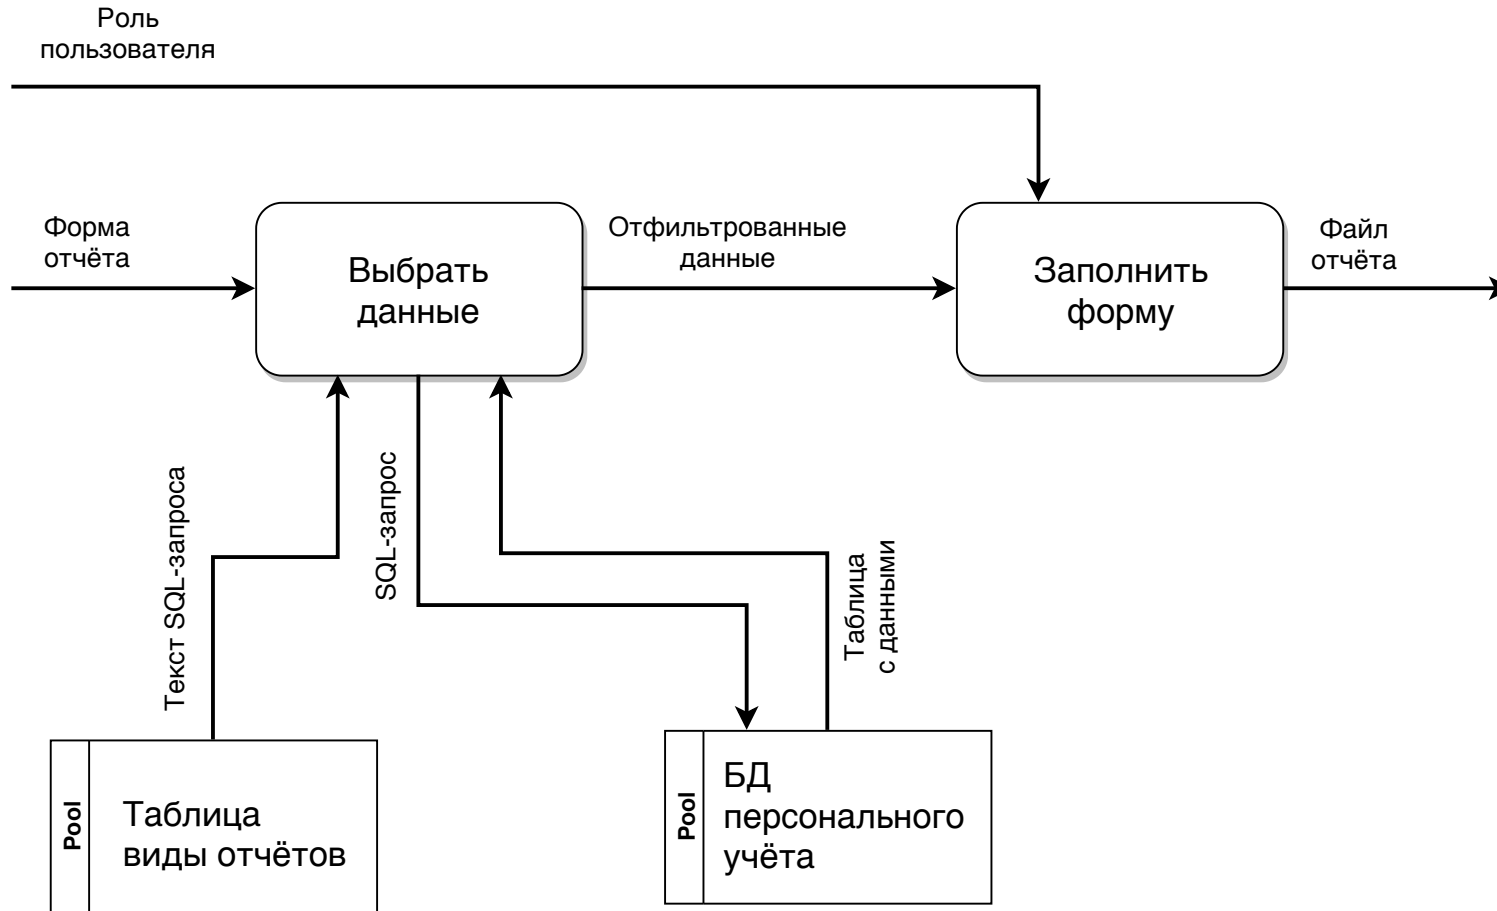 Роль
пользователя
Форма
отчёта
Выбрать
данные
Отфильтрованные
данные
Заполнить
форму
Файл
отчёта
Текст SQL-запроса
SQL-запрос
Таблица
с данными
Pool
Таблица
виды отчётов
Pool
БД
персонального
учёта